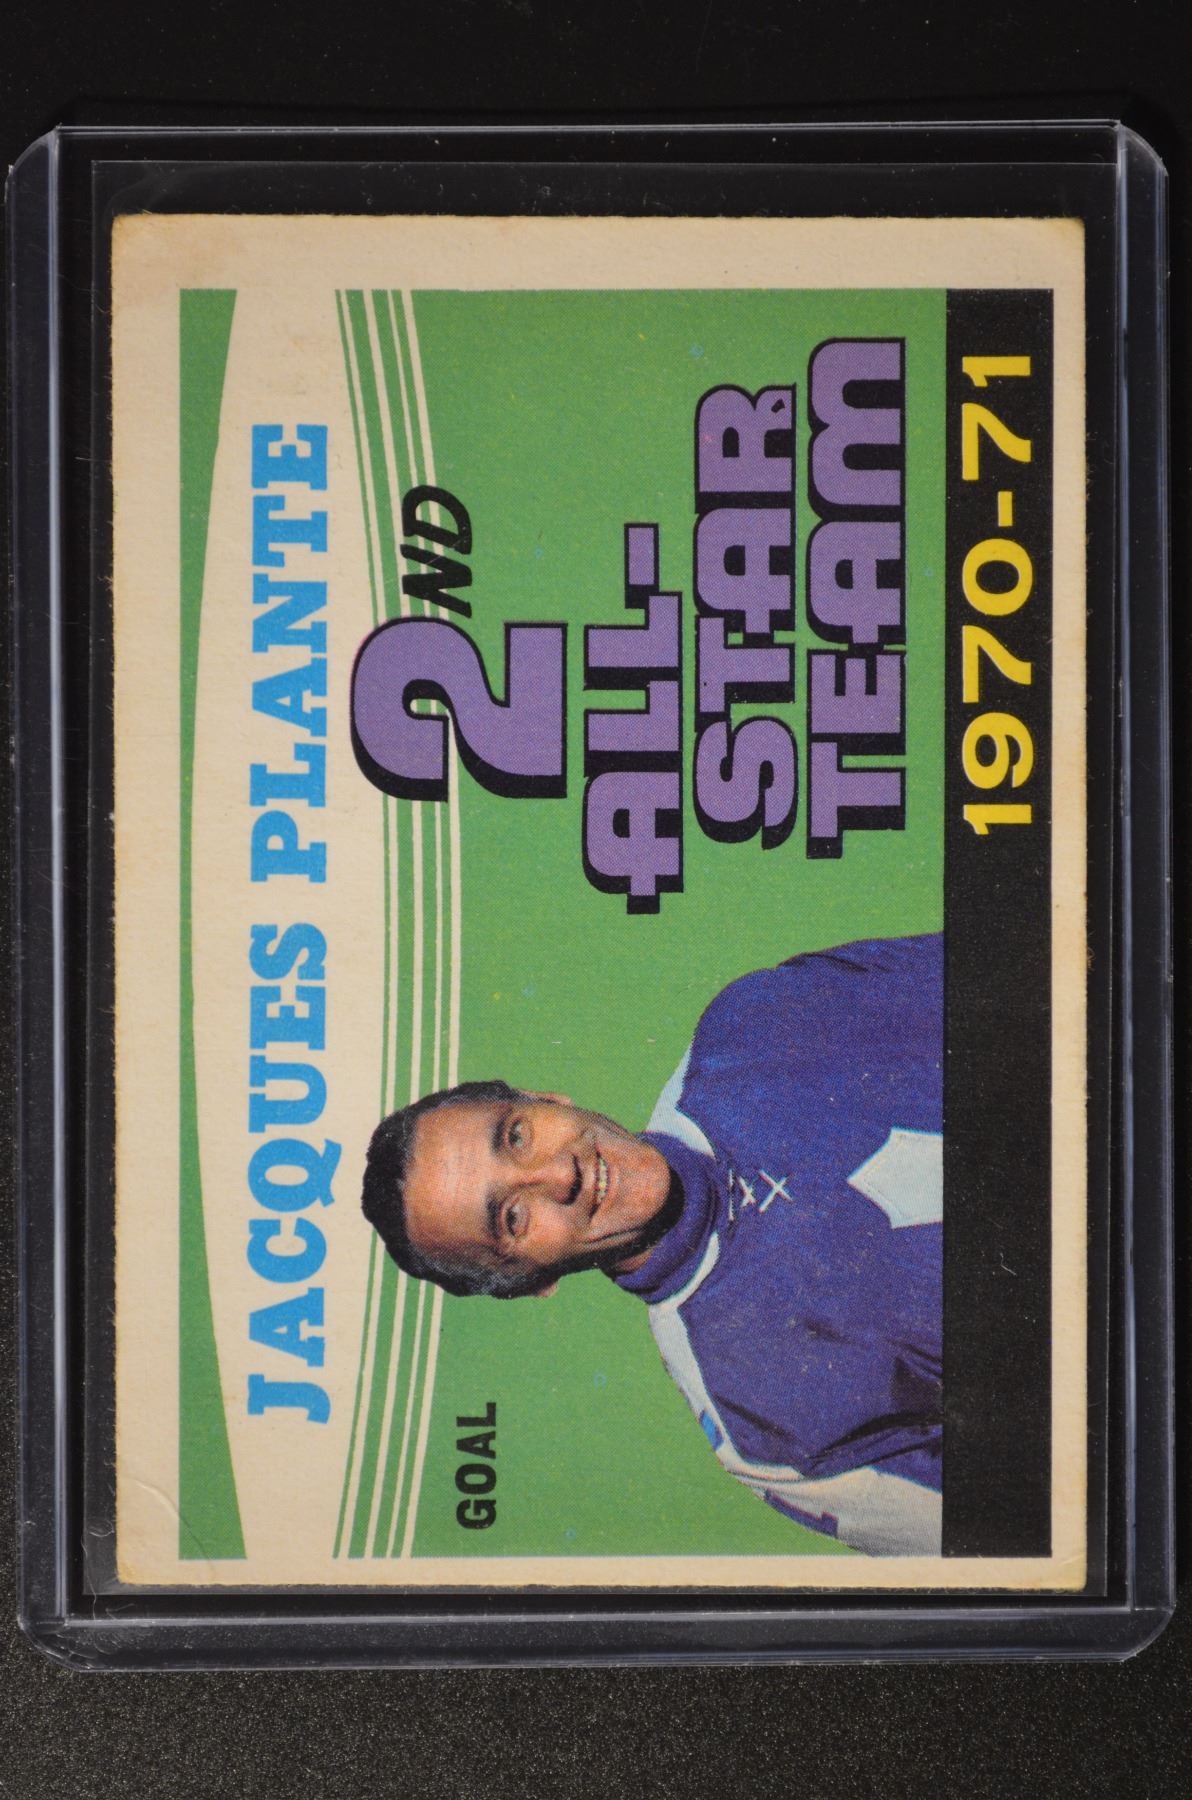 JACQUES PLANTE
GOAL
2ND
ALL-
STAR
TEAM
1970-71